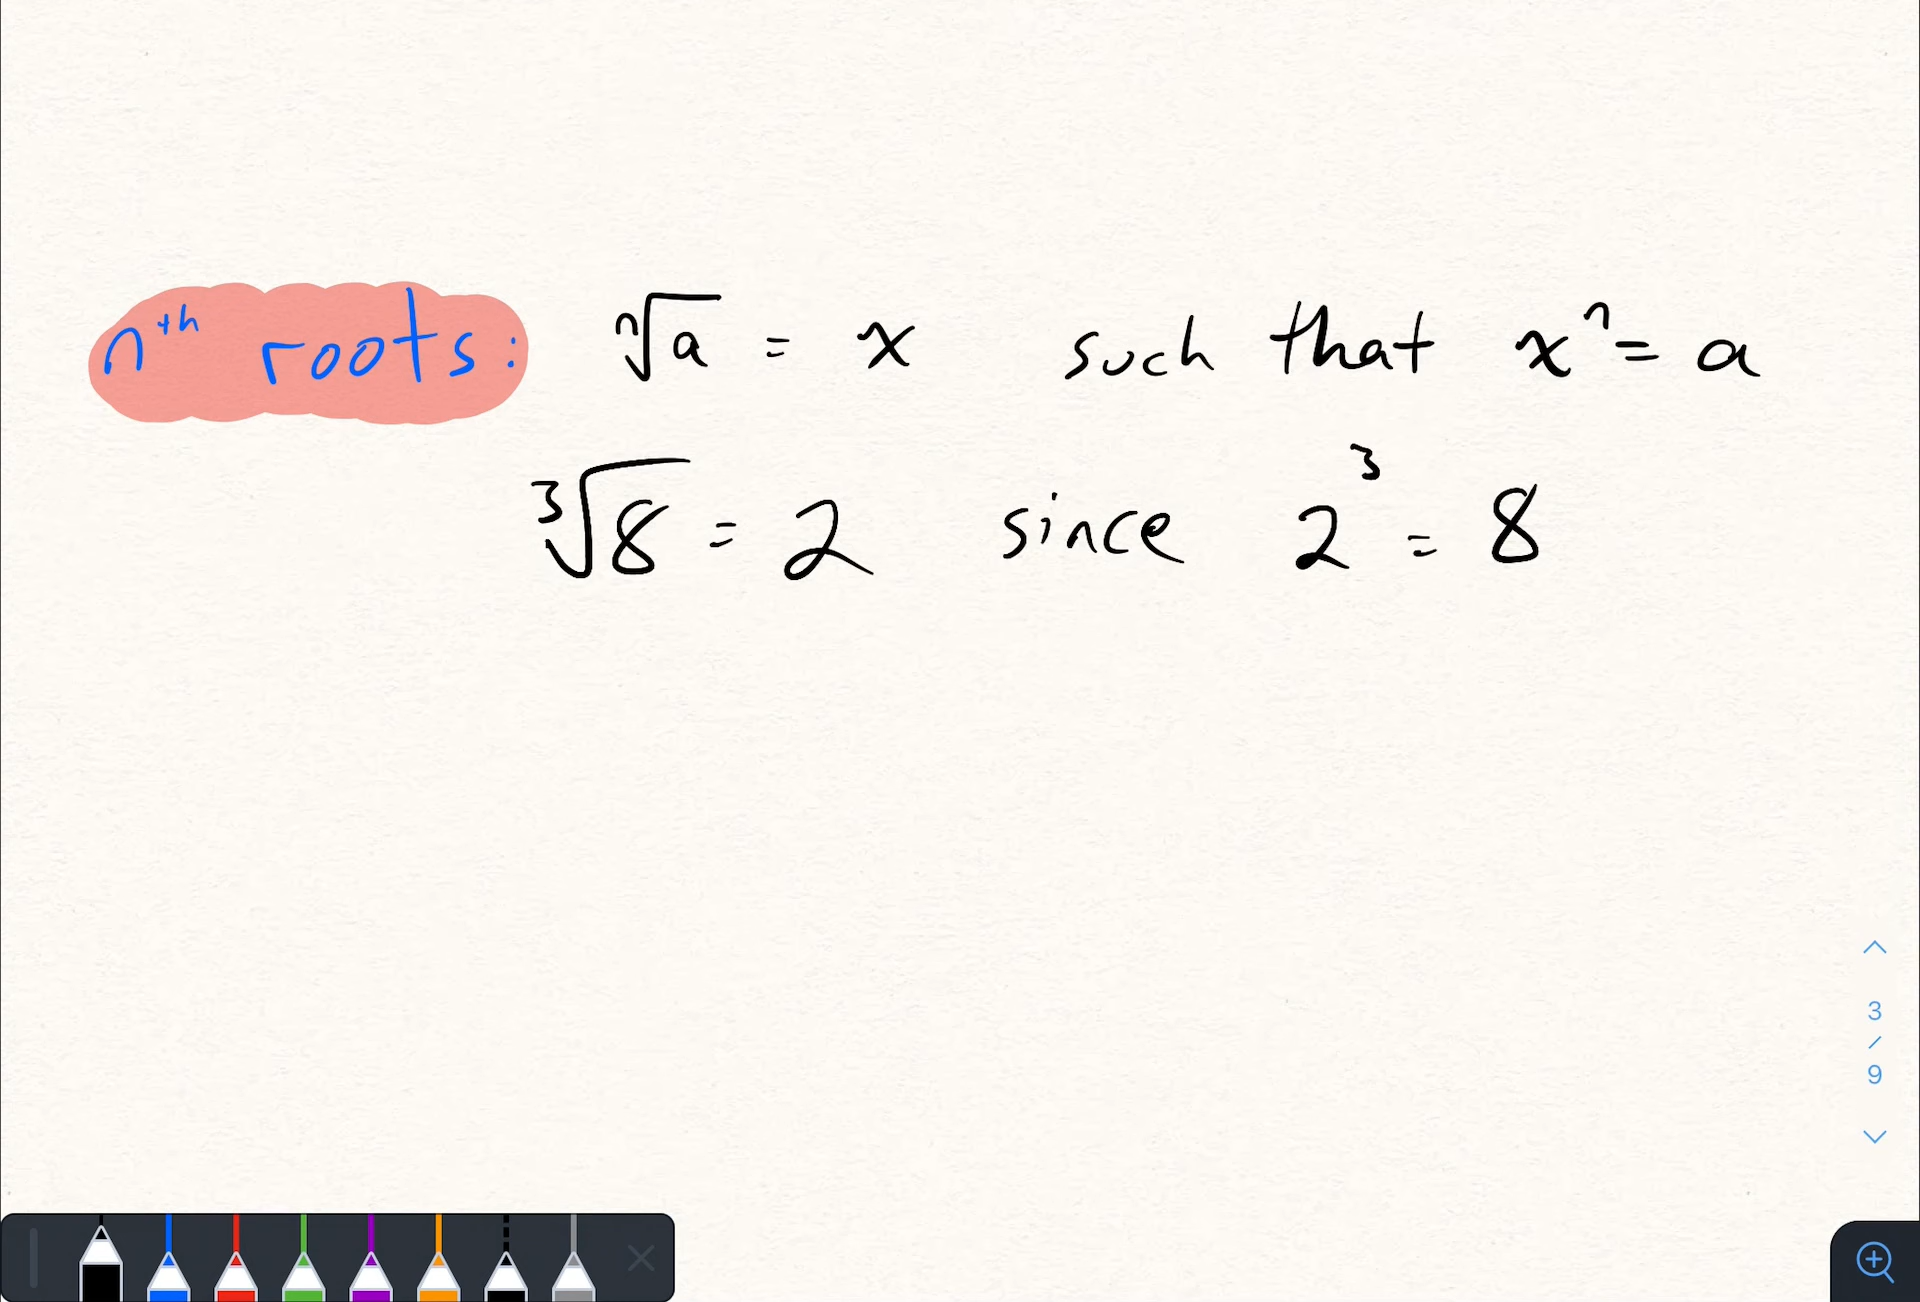 nᵗʰ roots: ⁿ√a = x such that xⁿ = a
³√8 = 2 since 2³ = 8
3
/
9